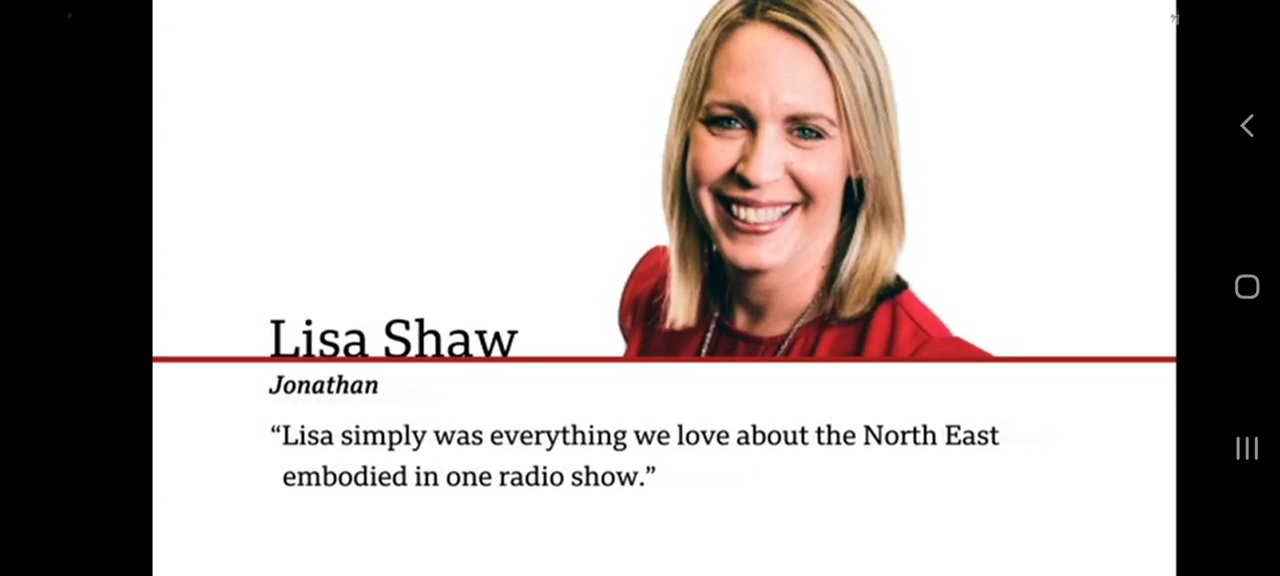 Lisa Shaw
Jonathan
“Lisa simply was everything we love about the North East
embodied in one radio show.”